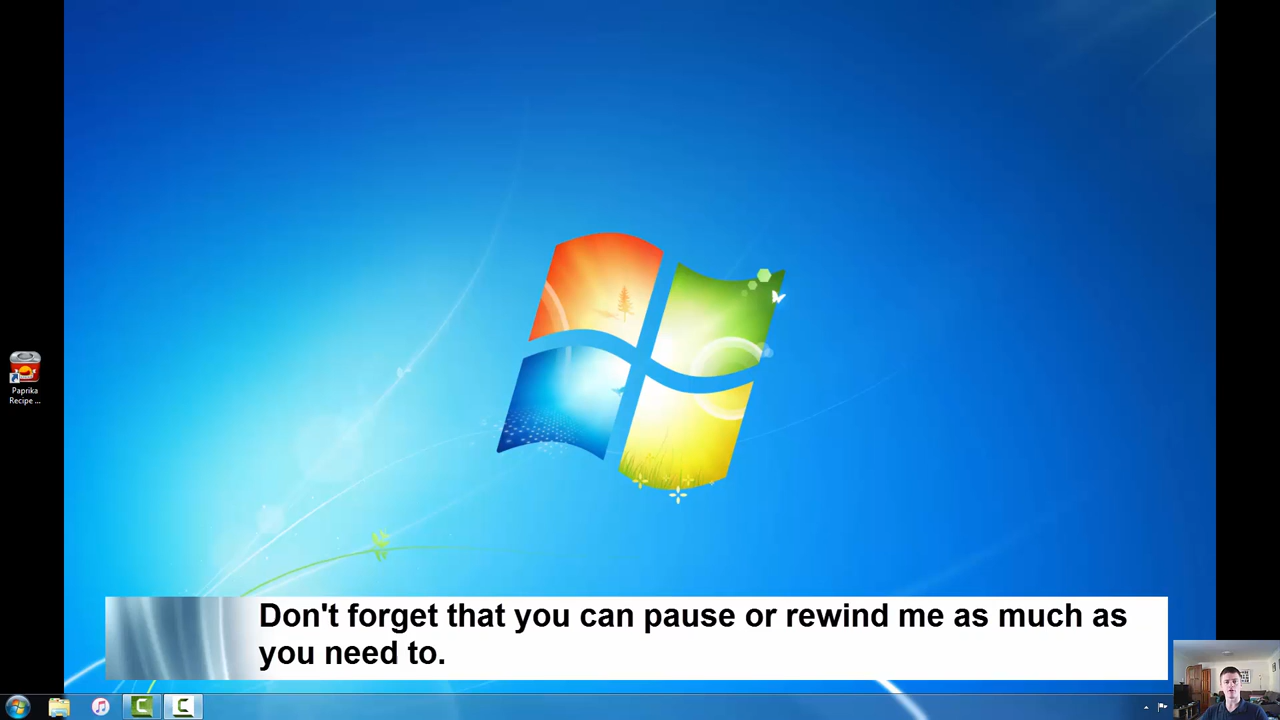 Paprika
Recipe ...
Don't forget that you can pause or rewind me as much as
you need to.